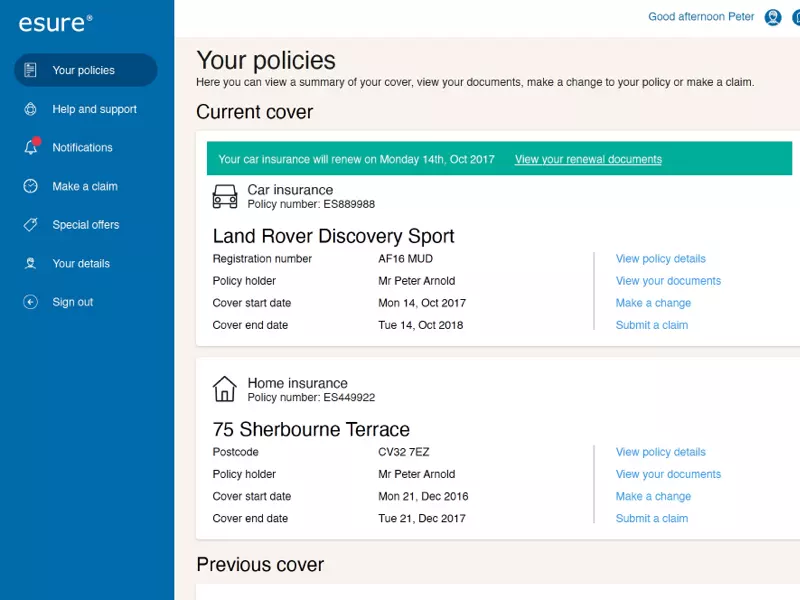 esure®
Good afternoon Peter
Your policies
Help and support
Notifications
Make a claim
Special offers
Your details
Sign out
Your policies
Here you can view a summary of your cover, view your documents, make a change to your policy or make a claim.
Current cover
Your car insurance will renew on Monday 14th, Oct 2017 View your renewal documents
Car insurance
Policy number: ES889988
Land Rover Discovery Sport
Registration number AF16 MUD View policy details
Policy holder Mr Peter Arnold View your documents
Cover start date Mon 14, Oct 2017 Make a change
Cover end date Tue 14, Oct 2018 Submit a claim
Home insurance
Policy number: ES449922
75 Sherbourne Terrace
Postcode CV32 7EZ View policy details
Policy holder Mr Peter Arnold View your documents
Cover start date Mon 21, Dec 2016 Make a change
Cover end date Tue 21, Dec 2017 Submit a claim
Previous cover